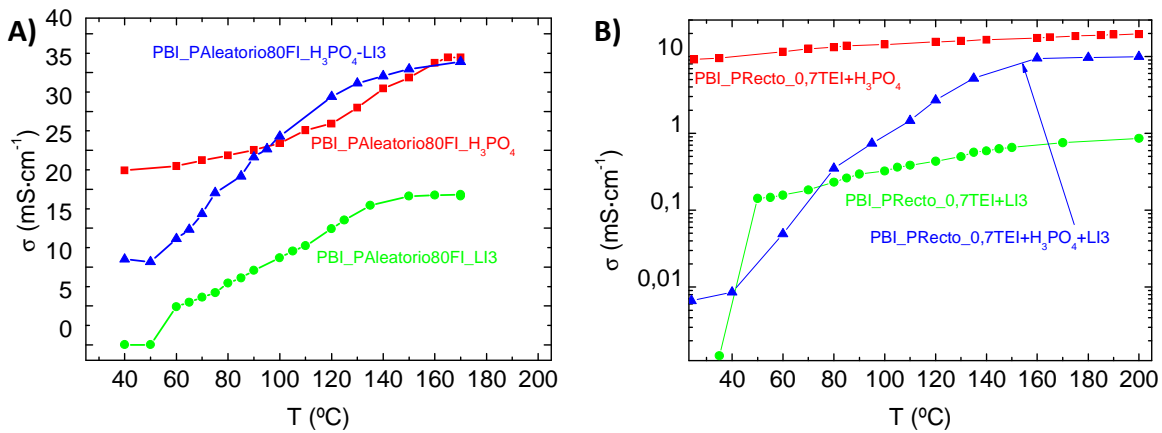 A)
σ (mS·cm⁻¹)
35
30
25
20
15
10
5
0
PBI_PAleatorio80FI_H₃PO₄-LI3
PBI_PAleatorio80FI_H₃PO₄
PBI_PAleatorio80FI_LI3
40 60 80 100 120 140 160 180 200
T (ºC)
B)
σ (mS·cm⁻¹)
10
1
0,11
0,01
PBI_PRecto_0,7TEI+H₃PO₄
PBI_PRecto_0,7TEI+LI3
PBI_PRecto_0,7TEI+H₃PO₄+LI3
40 60 80 100 120 140 160 180 200
T (ºC)